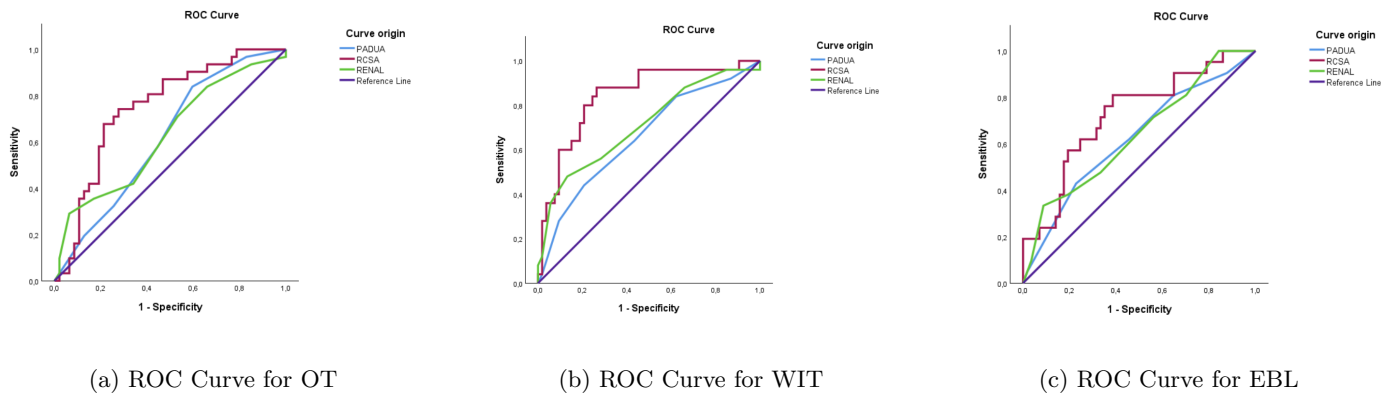 ROC Curve
Curve origin
PADUA
RCSA
RENAL
Reference Line
1,0
0,8
0,6
0,4
0,2
0,0
Sensitivity
0,0 0,2 0,4 0,6 0,8 1,0
1 - Specificity
(a) ROC Curve for OT
ROC Curve
Curve origin
PADUA
RCSA
RENAL
Reference Line
1,0
0,8
0,6
0,4
0,2
0,0
Sensitivity
0,0 0,2 0,4 0,6 0,8 1,0
1 - Specificity
(b) ROC Curve for WIT
ROC Curve
Curve origin
PADUA
RCSA
RENAL
Reference Line
1,0
0,8
0,6
0,4
0,2
0,0
Sensitivity
0,0 0,2 0,4 0,6 0,8 1,0
1 - Specificity
(c) ROC Curve for EBL